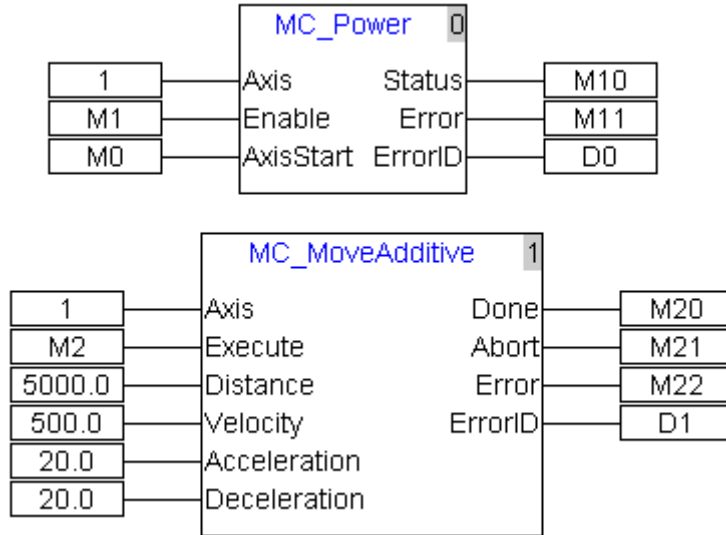 MC_Power 0
1 Axis Status M10
M1 Enable Error M11
M0 AxisStart ErrorID D0
MC_MoveAdditive 1
1 Axis Done M20
M2 Execute Abort M21
5000.0 Distance Error M22
500.0 Velocity ErrorID D1
20.0 Acceleration
20.0 Deceleration